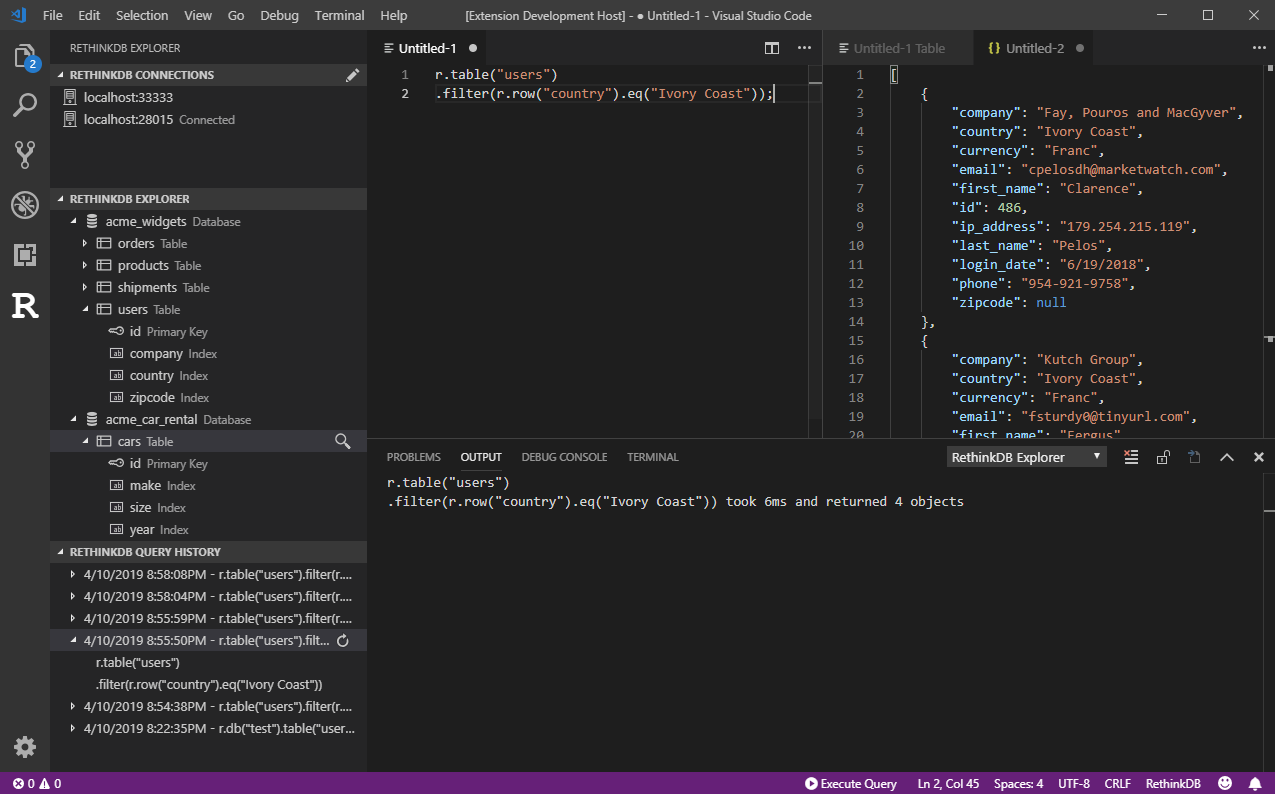 File Edit Selection View Go Debug Terminal Help [Extension Development Host] - ● Untitled-1 - Visual Studio Code
2
R
RETHINKDB EXPLORER
RETHINKDB CONNECTIONS
localhost:33333
localhost:28015 Connected
RETHINKDB EXPLORER
acme_widgets Database
orders Table
products Table
shipments Table
users Table
id Primary Key
company Index
country Index
zipcode Index
acme_car_rental Database
cars Table
id Primary Key
make Index
size Index
year Index
RETHINKDB QUERY HISTORY
4/10/2019 8:58:08PM - r.table("users").filter(r....
4/10/2019 8:58:04PM - r.table("users").filter(r....
4/10/2019 8:55:59PM - r.table("users").filter(r....
4/10/2019 8:55:50PM - r.table("users").filt...
r.table("users")
.filter(r.row("country").eq("Ivory Coast"))
4/10/2019 8:54:38PM - r.table("users").filter(r....
4/10/2019 8:22:35PM - r.db("test").table("user...
Untitled-1 ●
1 r.table("users")
2 .filter(r.row("country").eq("Ivory Coast"));
Untitled-1 Table {} Untitled-2 ●
1 [
2 {
3 "company": "Fay, Pouros and MacGyver",
4 "country": "Ivory Coast",
5 "currency": "Franc",
6 "email": "cpelosdh@marketwatch.com",
7 "first_name": "Clarence",
8 "id": 486,
9 "ip_address": "179.254.215.119",
10 "last_name": "Pelos",
11 "login_date": "6/19/2018",
12 "phone": "954-921-9758",
13 "zipcode": null
14 },
15 {
16 "company": "Kutch Group",
17 "country": "Ivory Coast",
18 "currency": "Franc",
19 "email": "fsturdy0@tinyurl.com",
20 "first_name": "Fergus"
PROBLEMS OUTPUT DEBUG CONSOLE TERMINAL RethinkDB Explorer
r.table("users")
.filter(r.row("country").eq("Ivory Coast")) took 6ms and returned 4 objects
0 0 Execute Query Ln 2, Col 45 Spaces: 4 UTF-8 CRLF RethinkDB